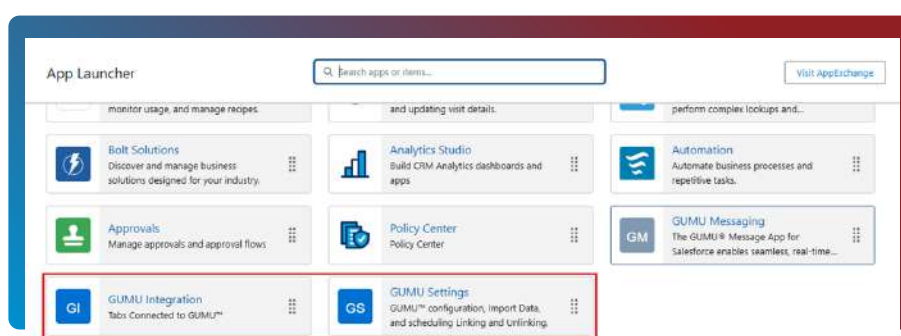 App Launcher
Search apps or items...
Visit AppExchange
monitor usage, and manage recipes.
and updating visit details.
perform complex lookups and...
Bolt Solutions
Discover and manage business
solutions designed for your industry.
Analytics Studio
Build CRM Analytics dashboards and
apps
Automation
Automate business processes and
repetitive tasks.
Approvals
Manage approvals and approval flows
Policy Center
Policy Center
GM
GUMU Messaging
The GUMU® Message App for
Salesforce enables seamless, real-time...
GI
GUMU Integration
Tabs Connected to GUMU™
GS
GUMU Settings
GUMU™ configuration, Import Data,
and scheduling Linking and Unlinking.